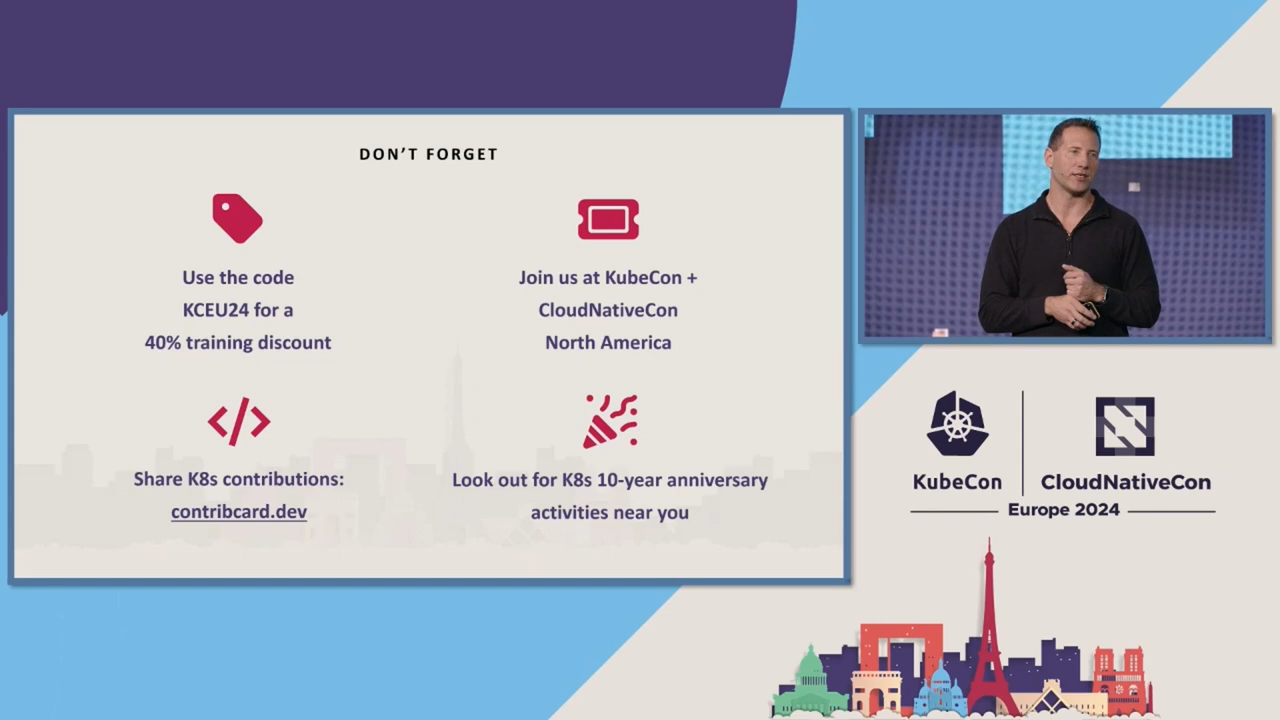 DON'T FORGET
Use the code
KCEU24 for a
40% training discount
Join us at KubeCon +
CloudNativeCon
North America
Share K8s contributions:
contribcard.dev
Look out for K8s 10-year anniversary
activities near you
KubeCon
CloudNativeCon
Europe 2024